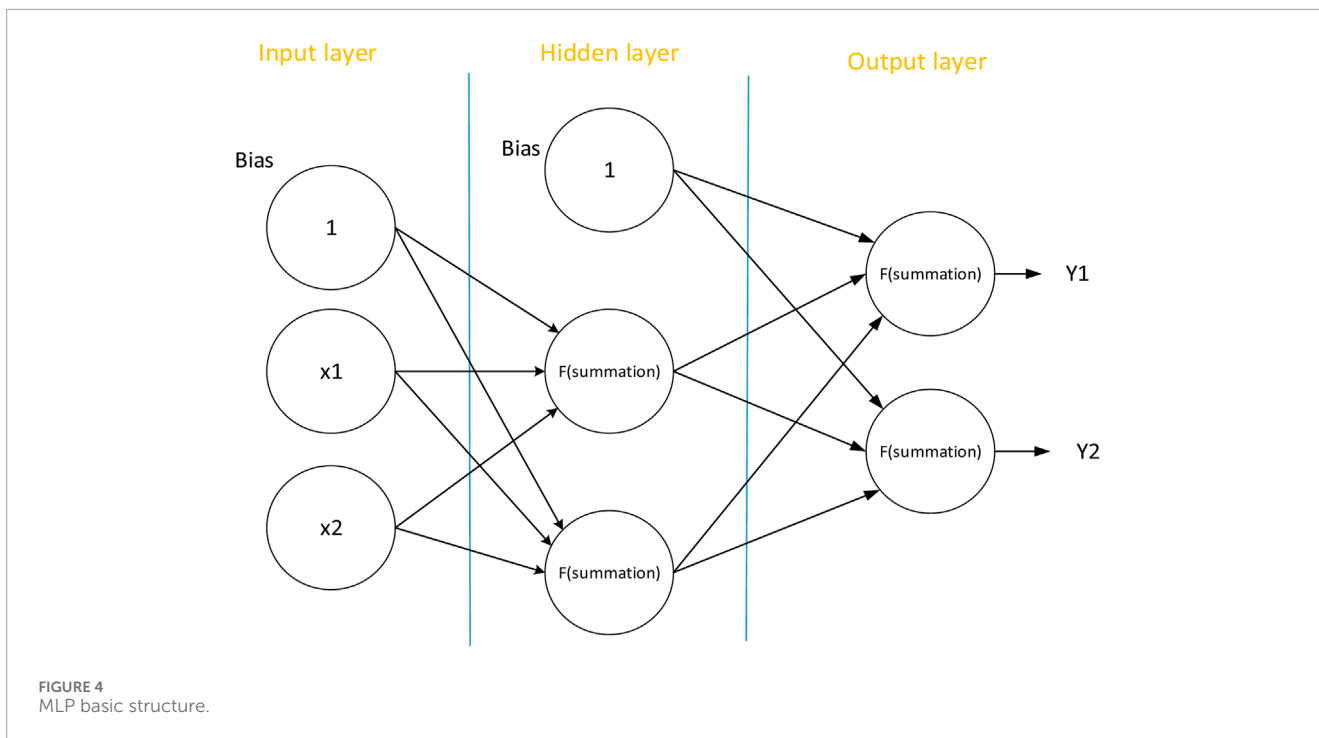 Input layer
Hidden layer
Output layer
Bias
1
x1
x2
Bias
1
F(summation)
F(summation)
F(summation)
Y1
F(summation)
Y2
FIGURE 4
MLP basic structure.